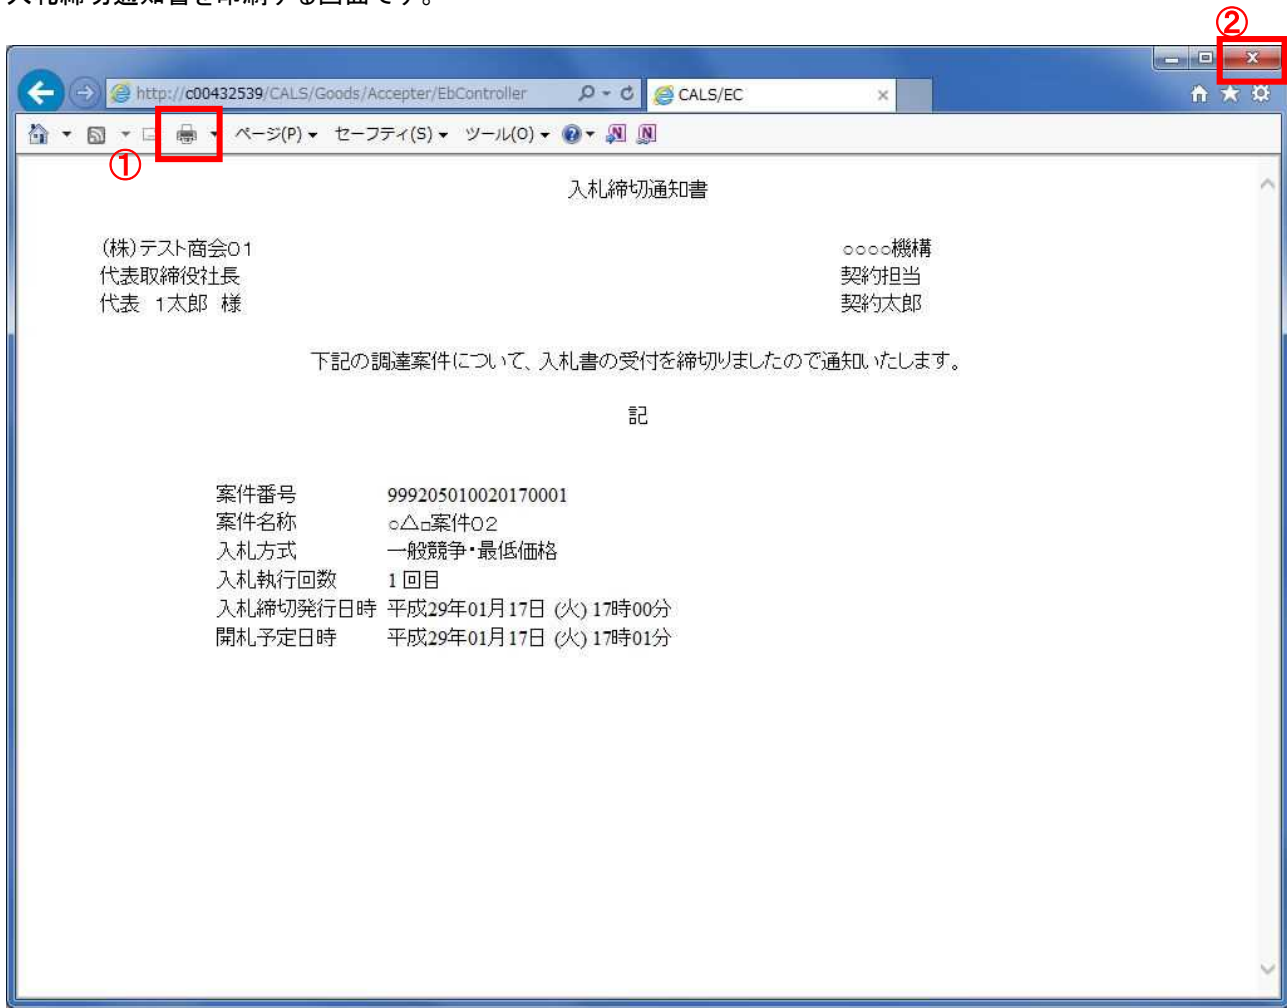 入札締切通知書を印刷する画面です。
②
http://c00432539/CALS/Goods/Accepter/EbController
CALS/EC
ページ(P) セーフティ(S) ツール(O)
①
入札締切通知書
(株)テスト商会01
○○○○機構
代表取締役社長
契約担当
代表 1太郎 様
契約太郎
下記の調達案件について、入札書の受付を締切りましたので通知いたします。
記
案件番号 999205010020170001
案件名称 ○△□案件02
入札方式 一般競争・最低価格
入札執行回数 1回目
入札締切発行日時 平成29年01月17日 (火) 17時00分
開札予定日時 平成29年01月17日 (火) 17時01分